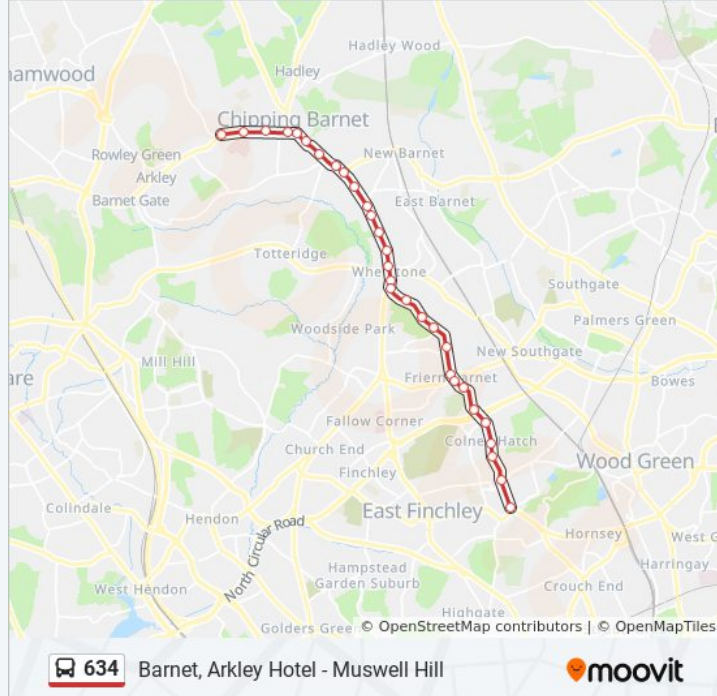 Hadley Wood
hamwood
Hadley
Chipping Barnet
Rowley Green
New Barnet
Arkley
Barnet Gate
East Barnet
Totteridge
Whetstone
Southgate
Palmers Green
Woodside Park
New Southgate
Mill Hill
are
Friern Barnet
Bowes
Fallow Corner
Church End
Colney Hatch
Wood Green
Finchley
East Finchley
Hendon
North Circular Road
Hornsey
West G
Harringay
Hampstead
Garden Suburb
Crouch End
West Hendon
Highgate
Golders Green
© OpenStreetMap contributors | © OpenMapTiles
634 Barnet, Arkley Hotel - Muswell Hill
moovit